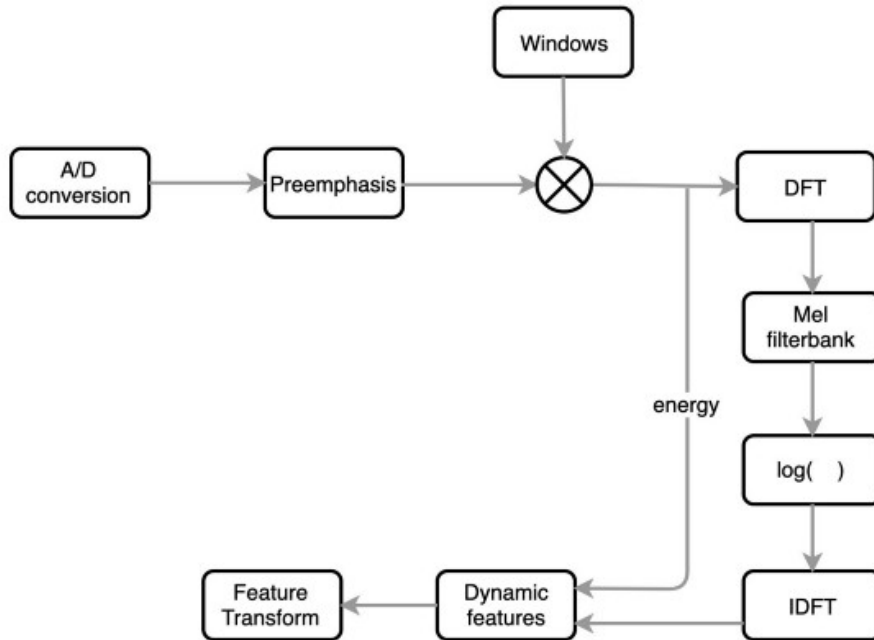 Windows
A/D
conversion
Preemphasis
DFT
Mel
filterbank
energy
log( )
Feature
Transform
Dynamic
features
IDFT